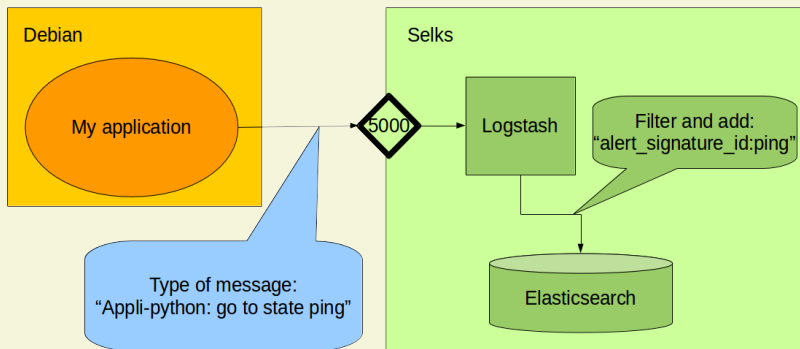 Debian
My application
Selks
5000
Logstash
Filter and add:
“alert_signature_id:ping”
Type of message:
“Appli-python: go to state ping”
Elasticsearch